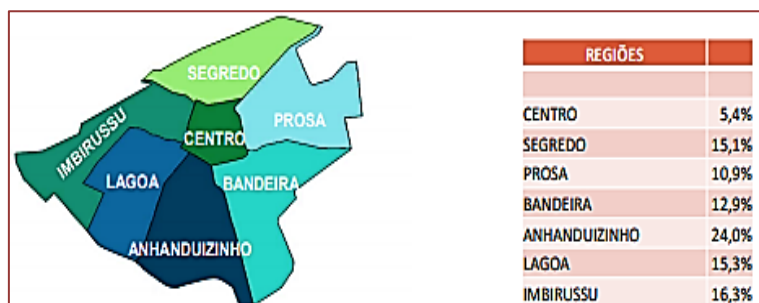 SEGREDO
PROSA
IMBIRUSSU
CENTRO
LAGOA
BANDEIRA
ANHANDUIZINHO
REGIÕES
CENTRO 5,4%
SEGREDO 15,1%
PROSA 10,9%
BANDEIRA 12,9%
ANHANDUIZINHO 24,0%
LAGOA 15,3%
IMBIRUSSU 16,3%